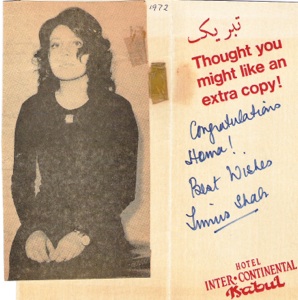 1972
تبریک
Thought you
might like an
extra copy!
Congratulations
Homa!
Best Wishes
HOTEL
INTER·CONTINENTAL
Kabul